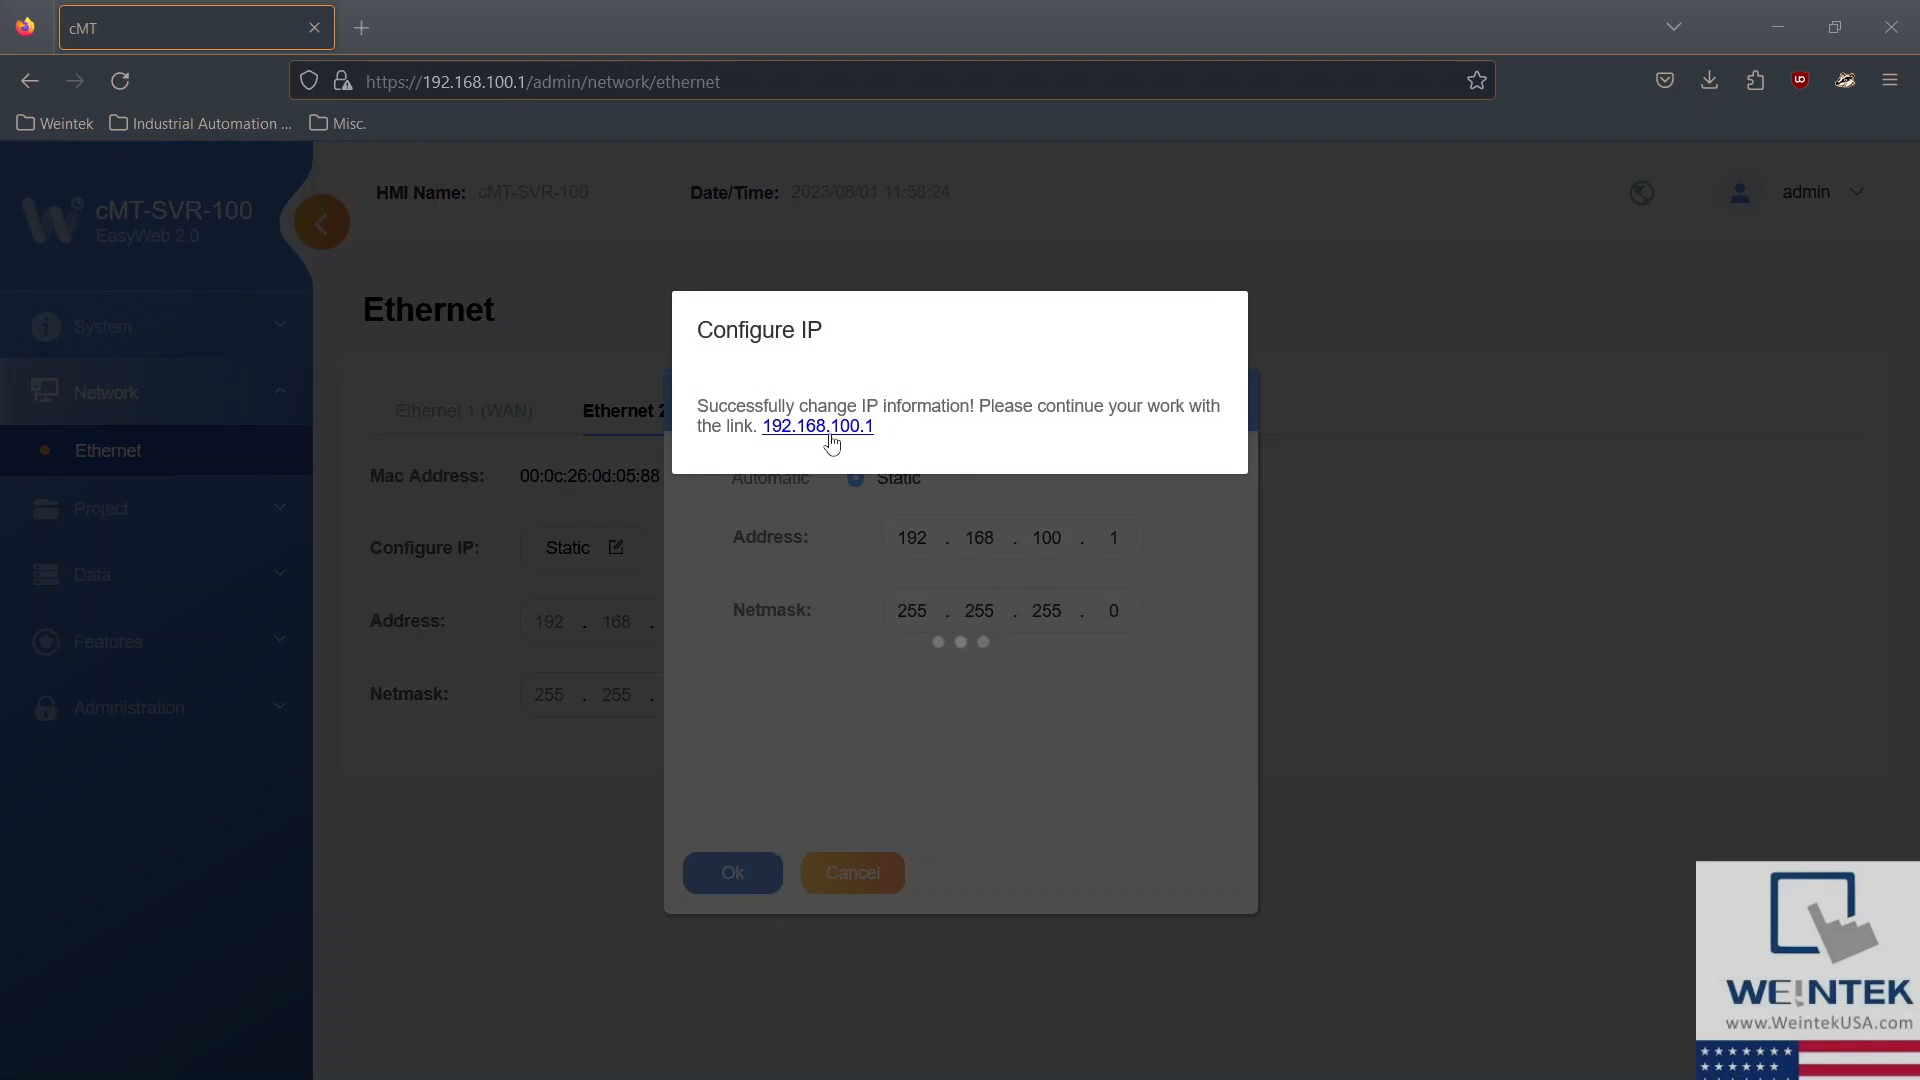 cMT
https://192.168.100.1/admin/network/ethernet
Weintek
Industrial Automation ...
Misc.
cMT-SVR-100
EasyWeb 2.0
HMI Name: cMT-SVR-100
Date/Time: 2023/06/01 11:58:24
admin
System
Network
Ethernet
Project
Data
Features
Administration
Ethernet
Ethernet 1 (WAN)
Ethernet 2
Mac Address: 00:0c:26:0d:05:88
Configure IP: Static
Address: 192 . 168 .
Netmask: 255 . 255 .
Configure IP
Successfully change IP information! Please continue your work with
the link. 192.168.100.1
Automatic
Static
Address: 192 . 168 . 100 . 1
Netmask: 255 . 255 . 255 . 0
Ok
Cancel
WEINTEK
www.WeintekUSA.com